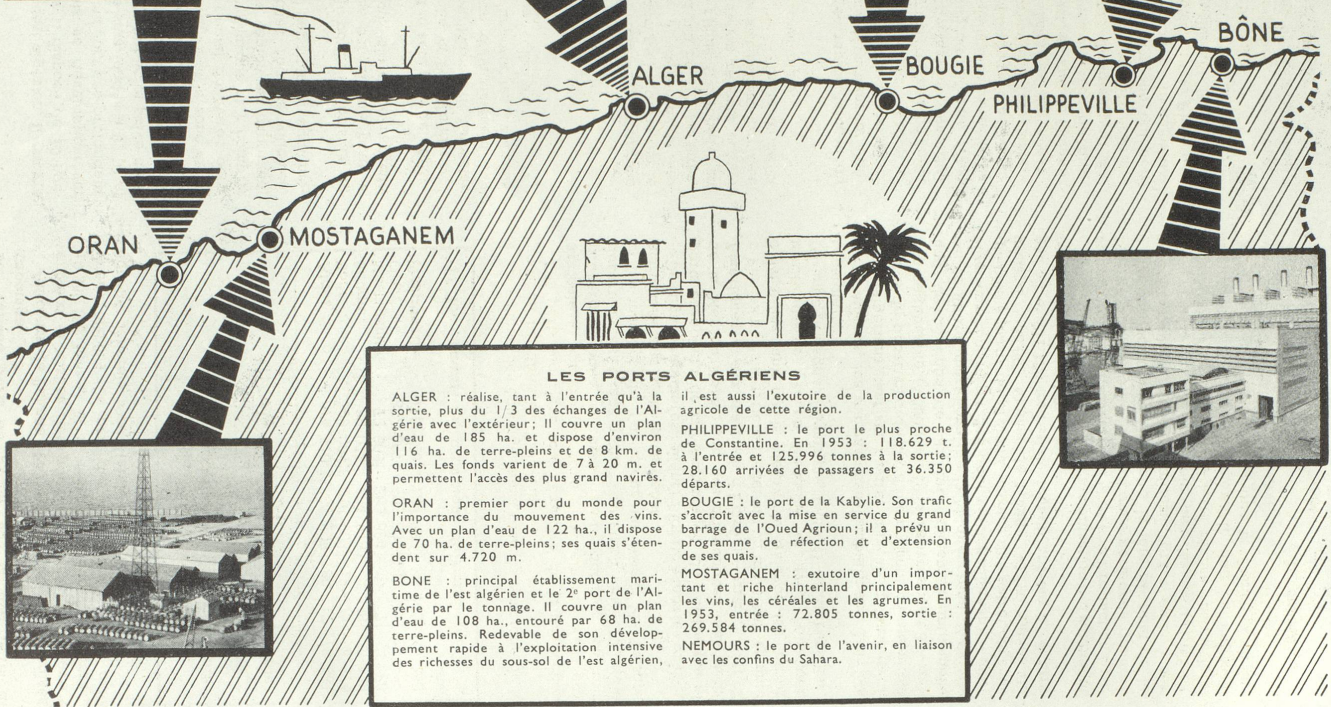 BÔNE
ALGER
BOUGIE
PHILIPPEVILLE
ORAN
MOSTAGANEM
LES PORTS ALGÉRIENS
ALGER : réalise, tant à l'entrée qu'à la
sortie, plus du 1/3 des échanges de l'Al-
gérie avec l'extérieur; Il couvre un plan
d'eau de 185 ha. et dispose d'environ
116 ha. de terre-pleins et de 8 km. de
quais. Les fonds varient de 7 à 20 m. et
permettent l'accès des plus grand navires.
ORAN : premier port du monde pour
l'importance du mouvement des vins.
Avec un plan d'eau de 122 ha., il dispose
de 70 ha. de terre-pleins; ses quais s'éten-
dent sur 4.720 m.
BONE : principal établissement mari-
time de l'est algérien et le 2e port de l'Al-
gérie par le tonnage. Il couvre un plan
d'eau de 108 ha., entouré par 68 ha. de
terre-pleins. Redevable de son dévelop-
pement rapide à l'exploitation intensive
des richesses du sous-sol de l'est algérien,
il est aussi l'exutoire de la production
agricole de cette région.
PHILIPPEVILLE : le port le plus proche
de Constantine. En 1953 : 118.629 t.
à l'entrée et 125.996 tonnes à la sortie;
28.160 arrivées de passagers et 36.350
départs.
BOUGIE : le port de la Kabylie. Son trafic
s'accroît avec la mise en service du grand
barrage de l'Oued Agrioun; il a prévu un
programme de réfection et d'extension
de ses quais.
MOSTAGANEM : exutoire d'un impor-
tant et riche hinterland principalement
les vins, les céréales et les agrumes. En
1953, entrée : 72.805 tonnes, sortie :
269.584 tonnes.
NEMOURS : le port de l'avenir, en liaison
avec les confins du Sahara.